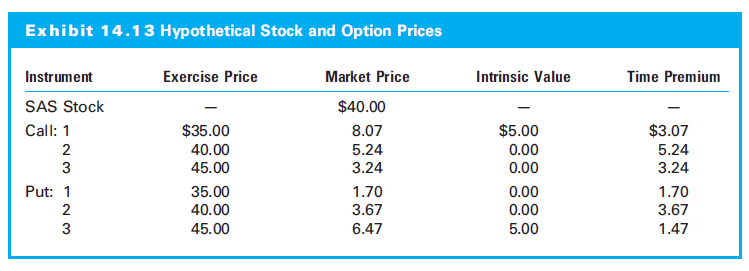 Exhibit 14.13 Hypothetical Stock and Option Prices
Instrument Exercise Price Market Price Intrinsic Value Time Premium
SAS Stock — $40.00 — —
Call: 1 $35.00 8.07 $5.00 $3.07
2 40.00 5.24 0.00 5.24
3 45.00 3.24 0.00 3.24
Put: 1 35.00 1.70 0.00 1.70
2 40.00 3.67 0.00 3.67
3 45.00 6.47 5.00 1.47